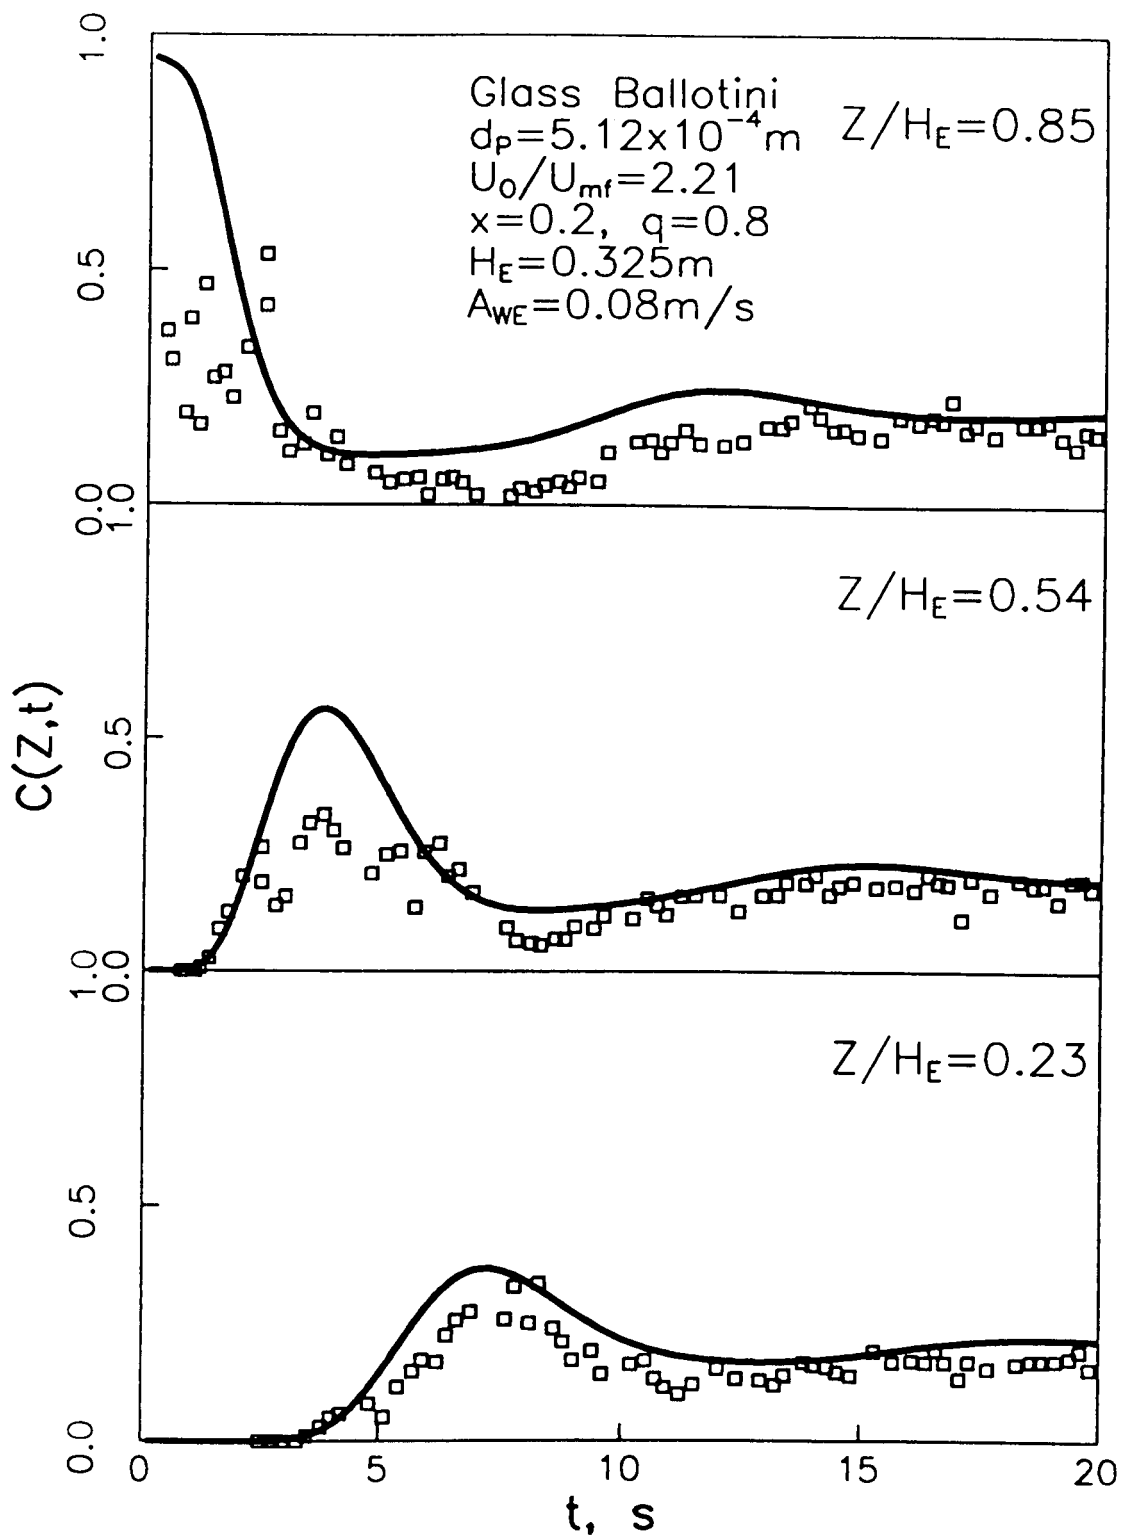 1.0
Glass Ballotini
dP=5.12x10⁻⁴m
Z/HE=0.85
U0/Umf=2.21
x=0.2, q=0.8
HE=0.325m
AWE=0.08m/s
0.5
0.0
1.0
Z/HE=0.54
C(Z,t)
0.5
0.0
1.0
Z/HE=0.23
0.5
0.0
0 5 10 15 20
t, s